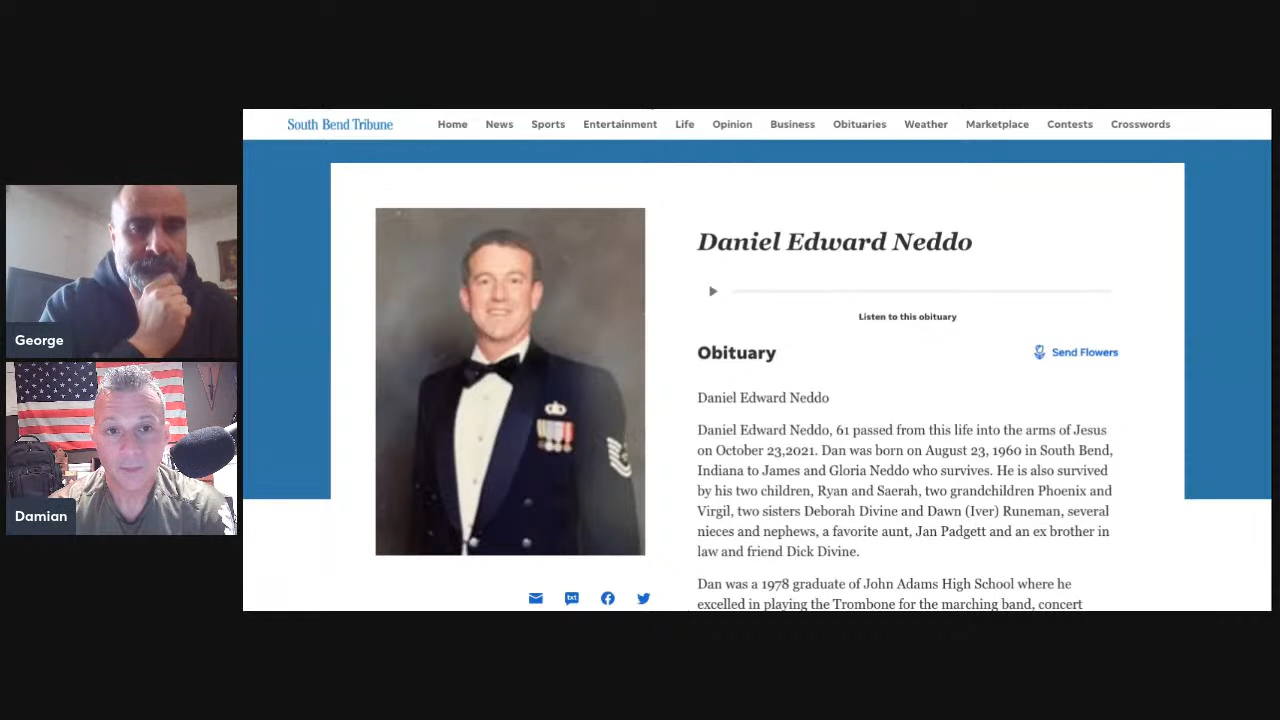 South Bend Tribune Home News Sports Entertainment Life Opinion Business Obituaries Weather Marketplace Contests Crosswords
George
Damian
Daniel Edward Neddo
Listen to this obituary
Obituary
Send Flowers
Daniel Edward Neddo
Daniel Edward Neddo, 61 passed from this life into the arms of Jesus
on October 23,2021. Dan was born on August 23, 1960 in South Bend,
Indiana to James and Gloria Neddo who survives. He is also survived
by his two children, Ryan and Saerah, two grandchildren Phoenix and
Virgil, two sisters Deborah Divine and Dawn (Iver) Runeman, several
nieces and nephews, a favorite aunt, Jan Padgett and an ex brother in
law and friend Dick Divine.
Dan was a 1978 graduate of John Adams High School where he
excelled in playing the Trombone for the marching band, concert
txt